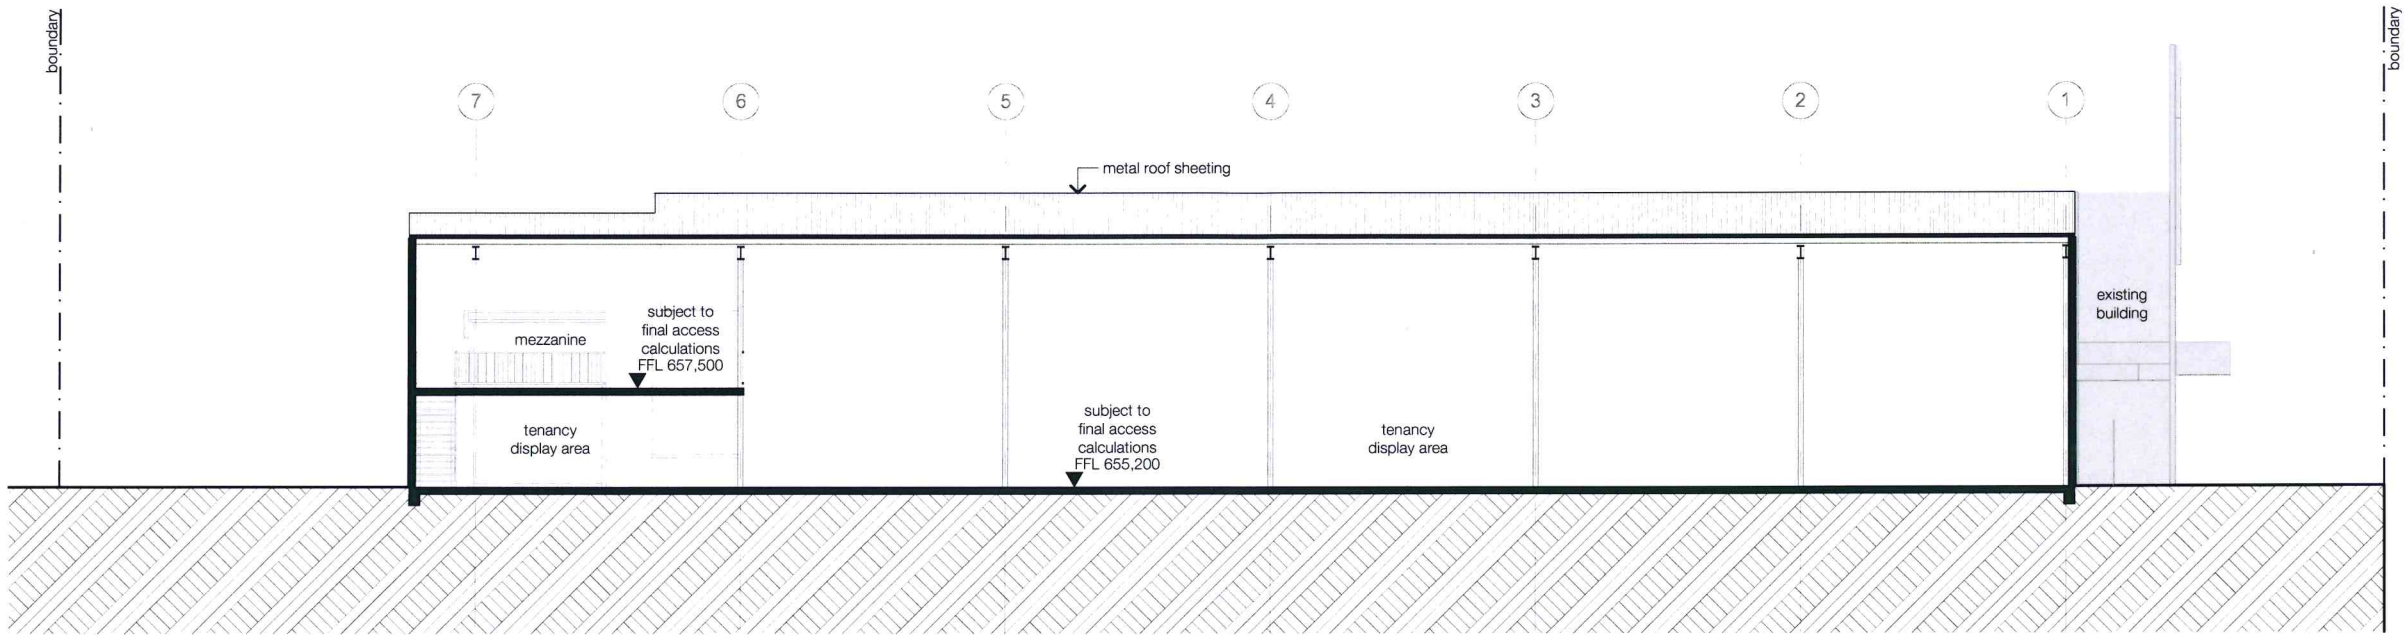 boundary
boundary
7
6
5
4
3
2
1
metal roof sheeting
subject to
final access
calculations
FFL 657,500
mezzanine
existing
building
subject to
final access
calculations
FFL 655,200
tenancy
display area
tenancy
display area